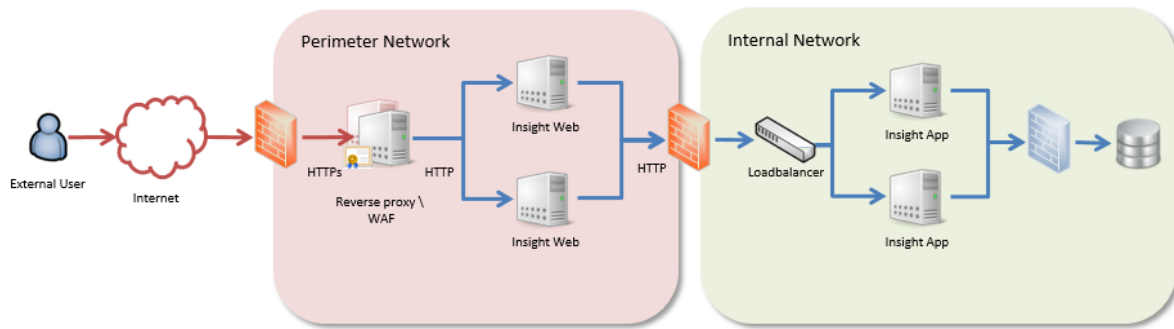 Perimeter Network
Internal Network
External User
Internet
HTTPs
Reverse proxy \
WAF
HTTP
Insight Web
Insight Web
HTTP
Loadbalancer
Insight App
Insight App